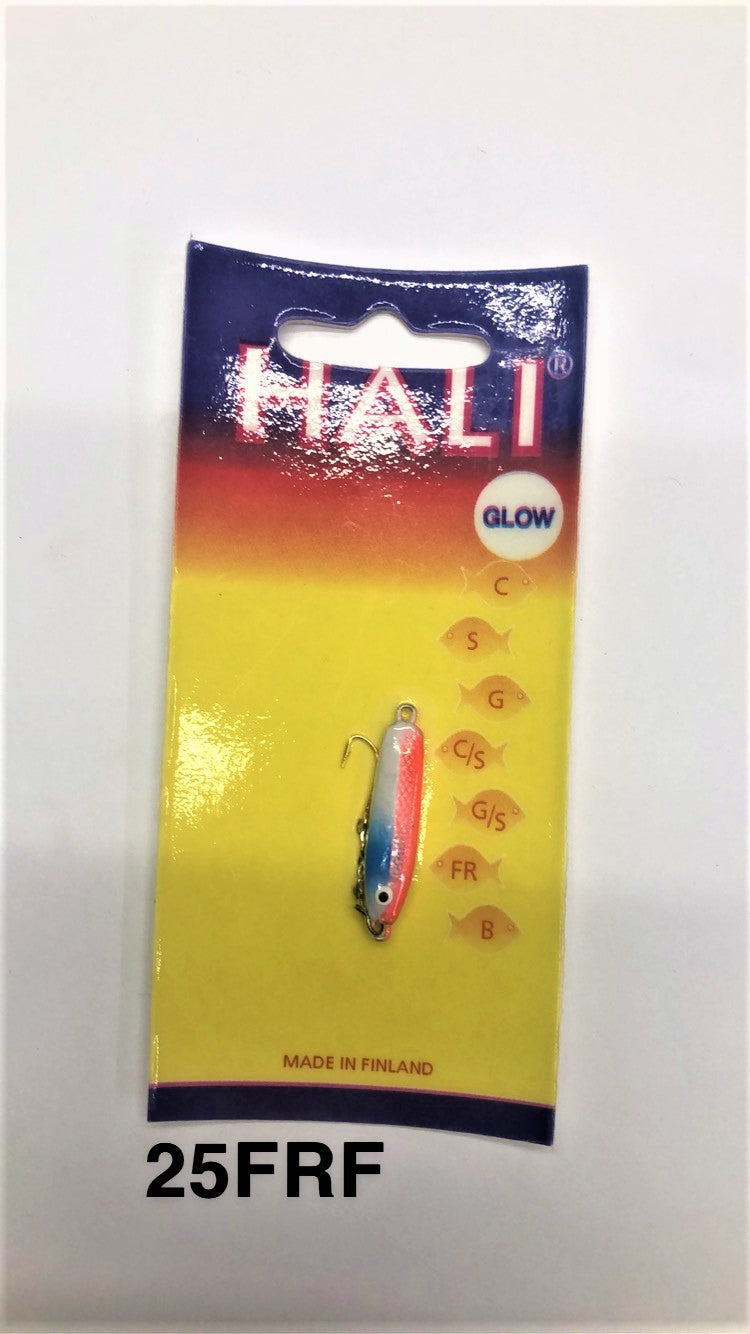 HALI®
GLOW
C
S
G
C/S
G/S
FR
B
MADE IN FINLAND
25FRF